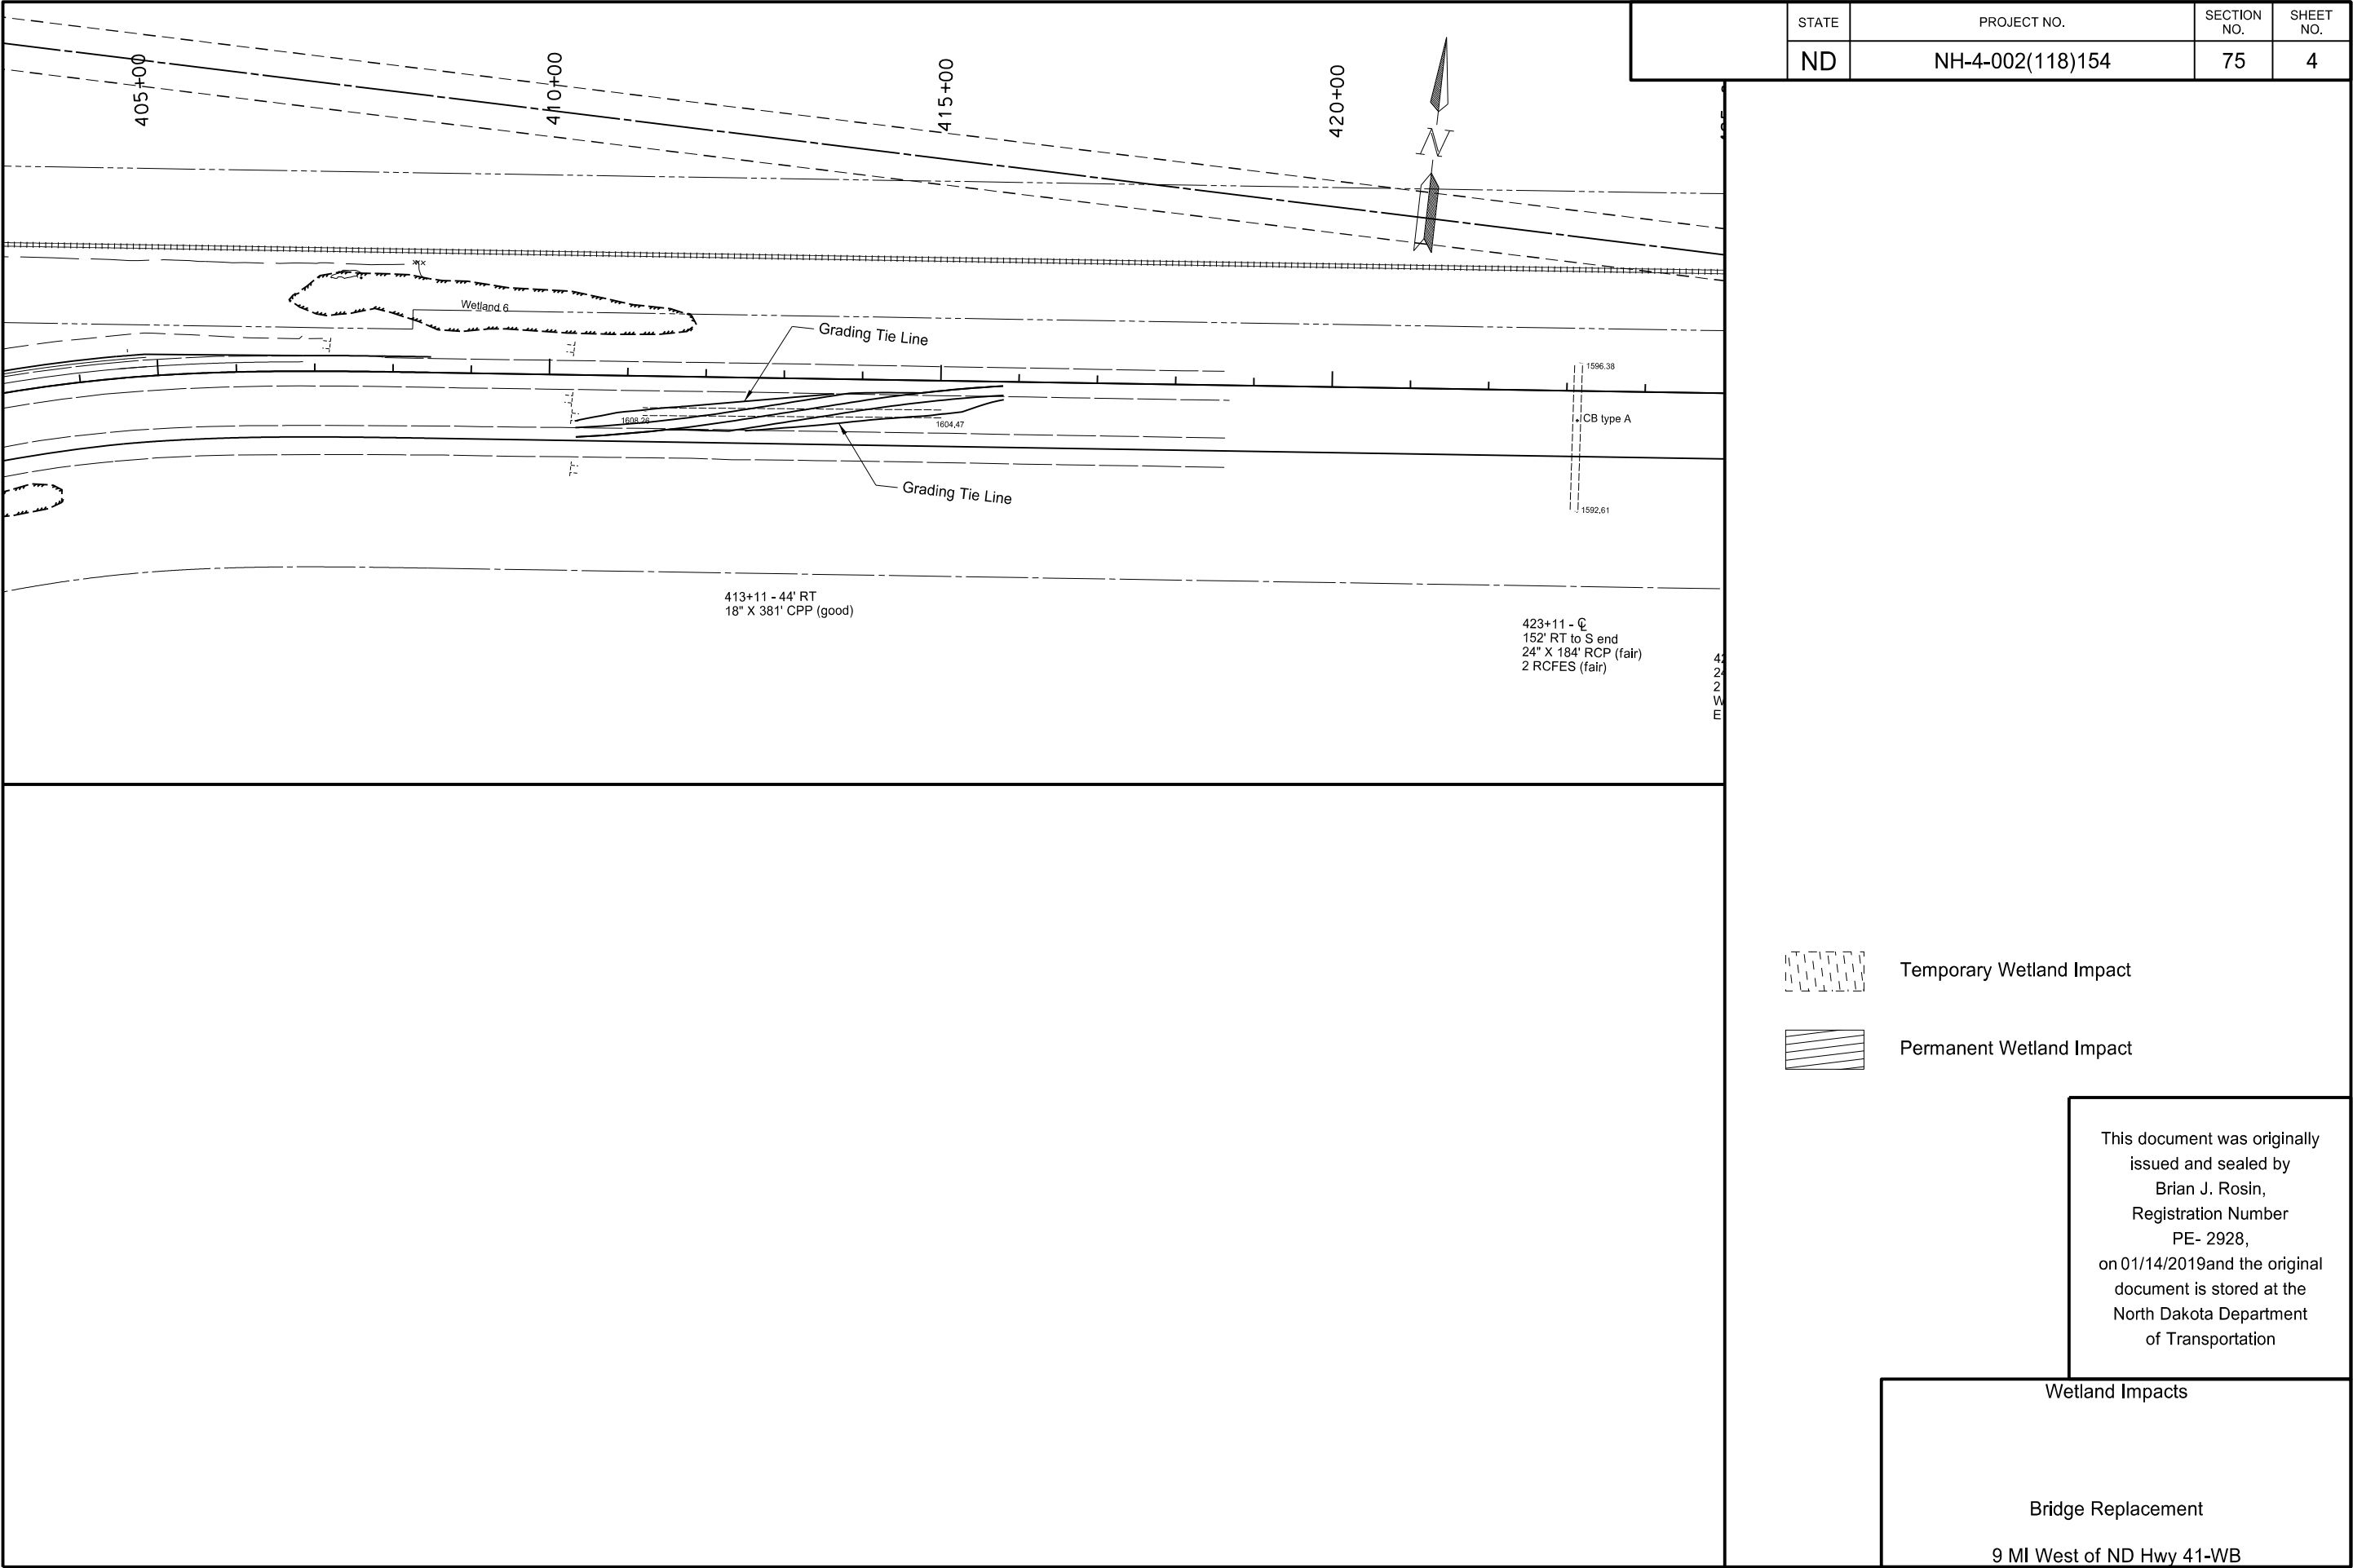 STATE
PROJECT NO.
SECTION NO.
SHEET NO.
ND
NH-4-002(118)154
75
4
405+00
410+00
415+00
420+00
N
Wetland 6
Grading Tie Line
1608.28
1604.47
Grading Tie Line
1596.38
CB type A
1592.61
413+11 - 44' RT
18" X 381' CPP (good)
423+11 - ℄
152' RT to S end
24" X 184' RCP (fair)
2 RCFES (fair)
42
24
2
W
E
Temporary Wetland Impact
Permanent Wetland Impact
This document was originally
issued and sealed by
Brian J. Rosin,
Registration Number
PE- 2928,
on 01/14/2019and the original
document is stored at the
North Dakota Department
of Transportation
Wetland Impacts
Bridge Replacement
9 MI West of ND Hwy 41-WB